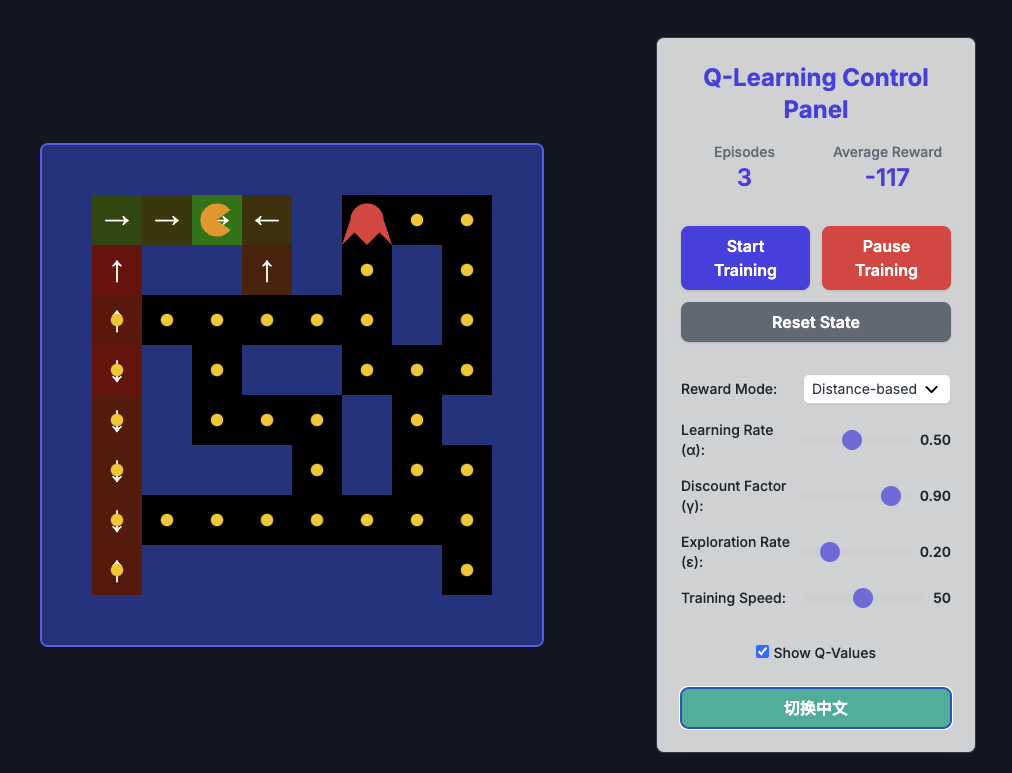 Q-Learning Control
Panel
Episodes
Average Reward
3
-117
Start
Training
Pause
Training
Reset State
Reward Mode:
Distance-based
Learning Rate
(α):
0.50
Discount Factor
(γ):
0.90
Exploration Rate
(ε):
0.20
Training Speed:
50
Show Q-Values
切换中文